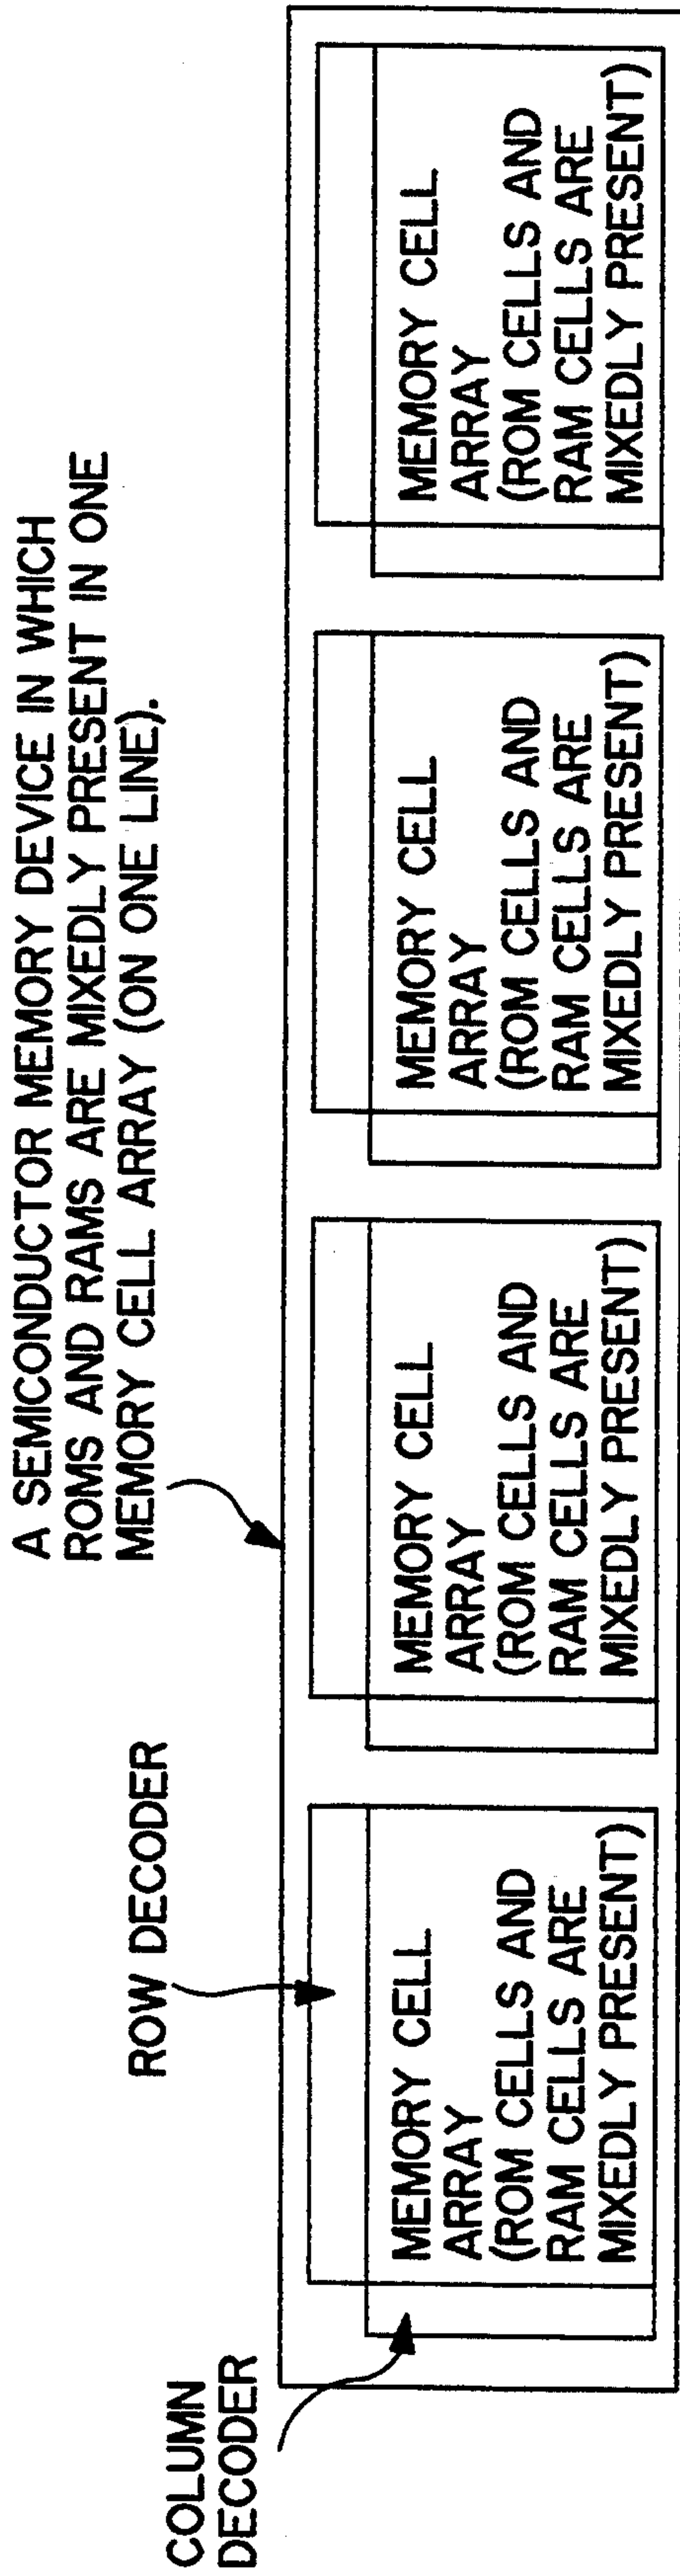 A SEMICONDUCTOR MEMORY DEVICE IN WHICH
ROMS AND RAMS ARE MIXEDLY PRESENT IN ONE
MEMORY CELL ARRAY (ON ONE LINE).
ROW DECODER
COLUMN
DECODER
MEMORY CELL
ARRAY
(ROM CELLS AND
RAM CELLS ARE
MIXEDLY PRESENT)
MEMORY CELL
ARRAY
(ROM CELLS AND
RAM CELLS ARE
MIXEDLY PRESENT)
MEMORY CELL
ARRAY
(ROM CELLS AND
RAM CELLS ARE
MIXEDLY PRESENT)
MEMORY CELL
ARRAY
(ROM CELLS AND
RAM CELLS ARE
MIXEDLY PRESENT)